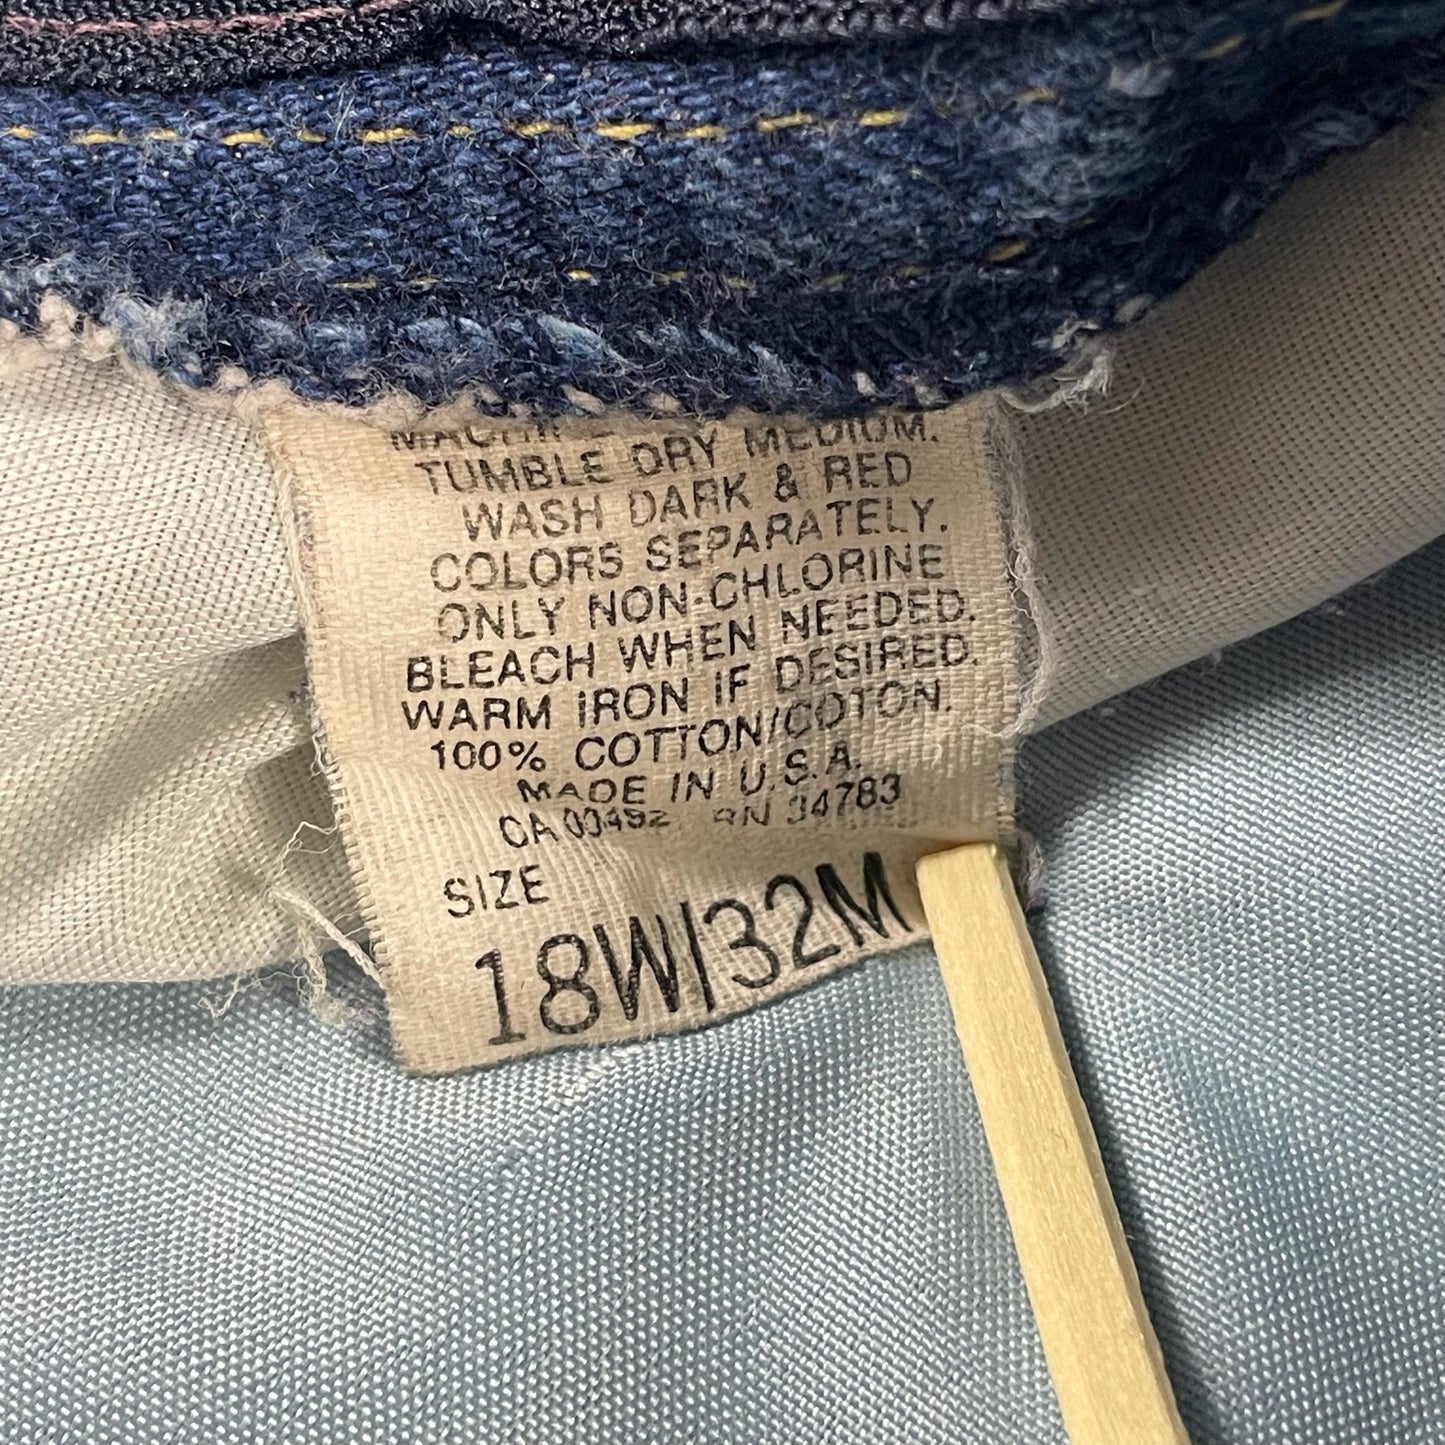 TUMBLE DRY MEDIUM.
WASH DARK & RED
COLORS SEPARATELY.
ONLY NON-CHLORINE
BLEACH WHEN NEEDED.
WARM IRON IF DESIRED.
100% COTTON/COTON.
MADE IN U.S.A.
CA 00492 RN 34783
SIZE
18W/32M